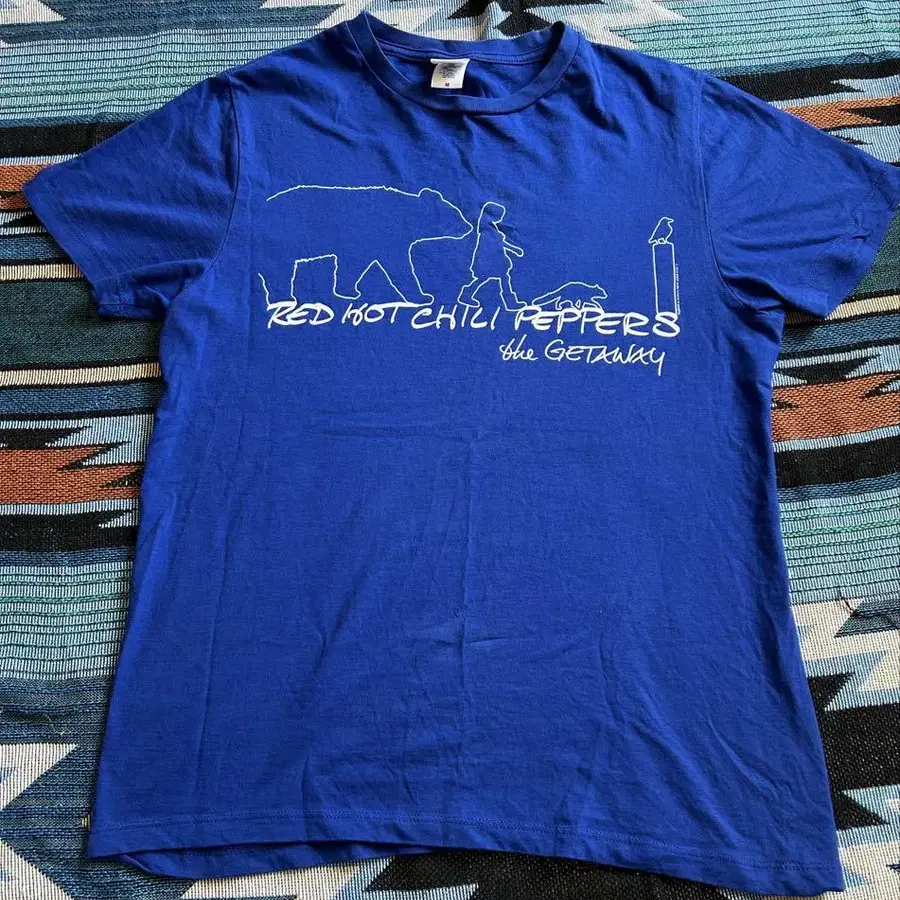 M
RED HOT CHILI PEPPERS
the GETAWAY